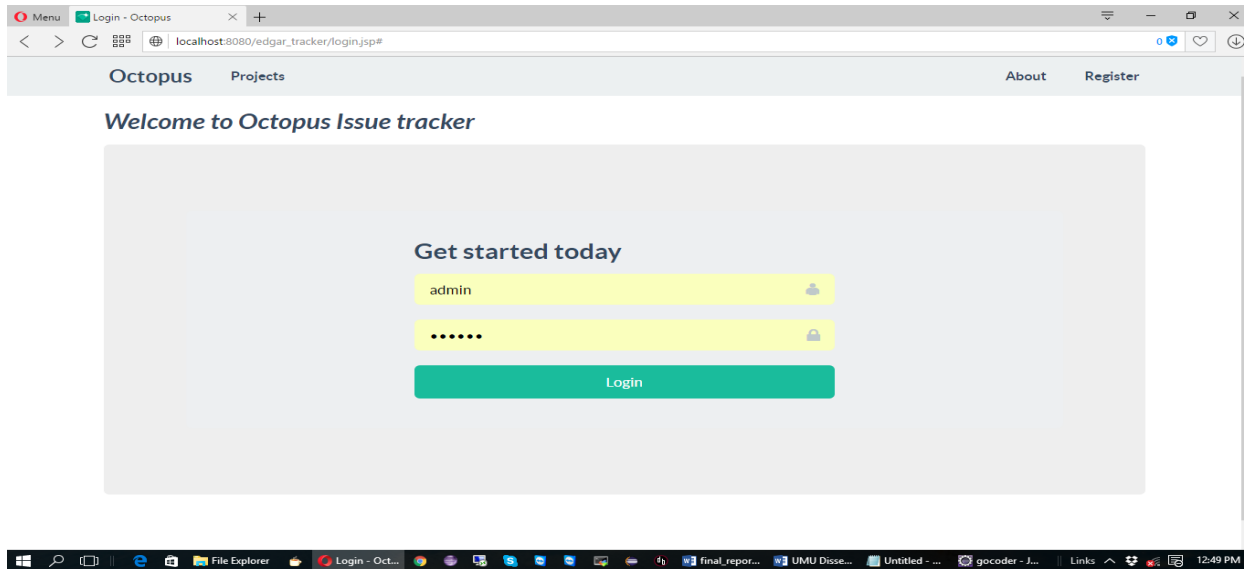 Menu Login - Octopus
localhost:8080/edgar_tracker/login.jsp# 0
Octopus Projects About Register
Welcome to Octopus Issue tracker
Get started today
admin
••••••
Login
File Explorer Login - Oct... final_repor... UMU Disse... Untitled - ... gocoder - J... Links 12:49 PM